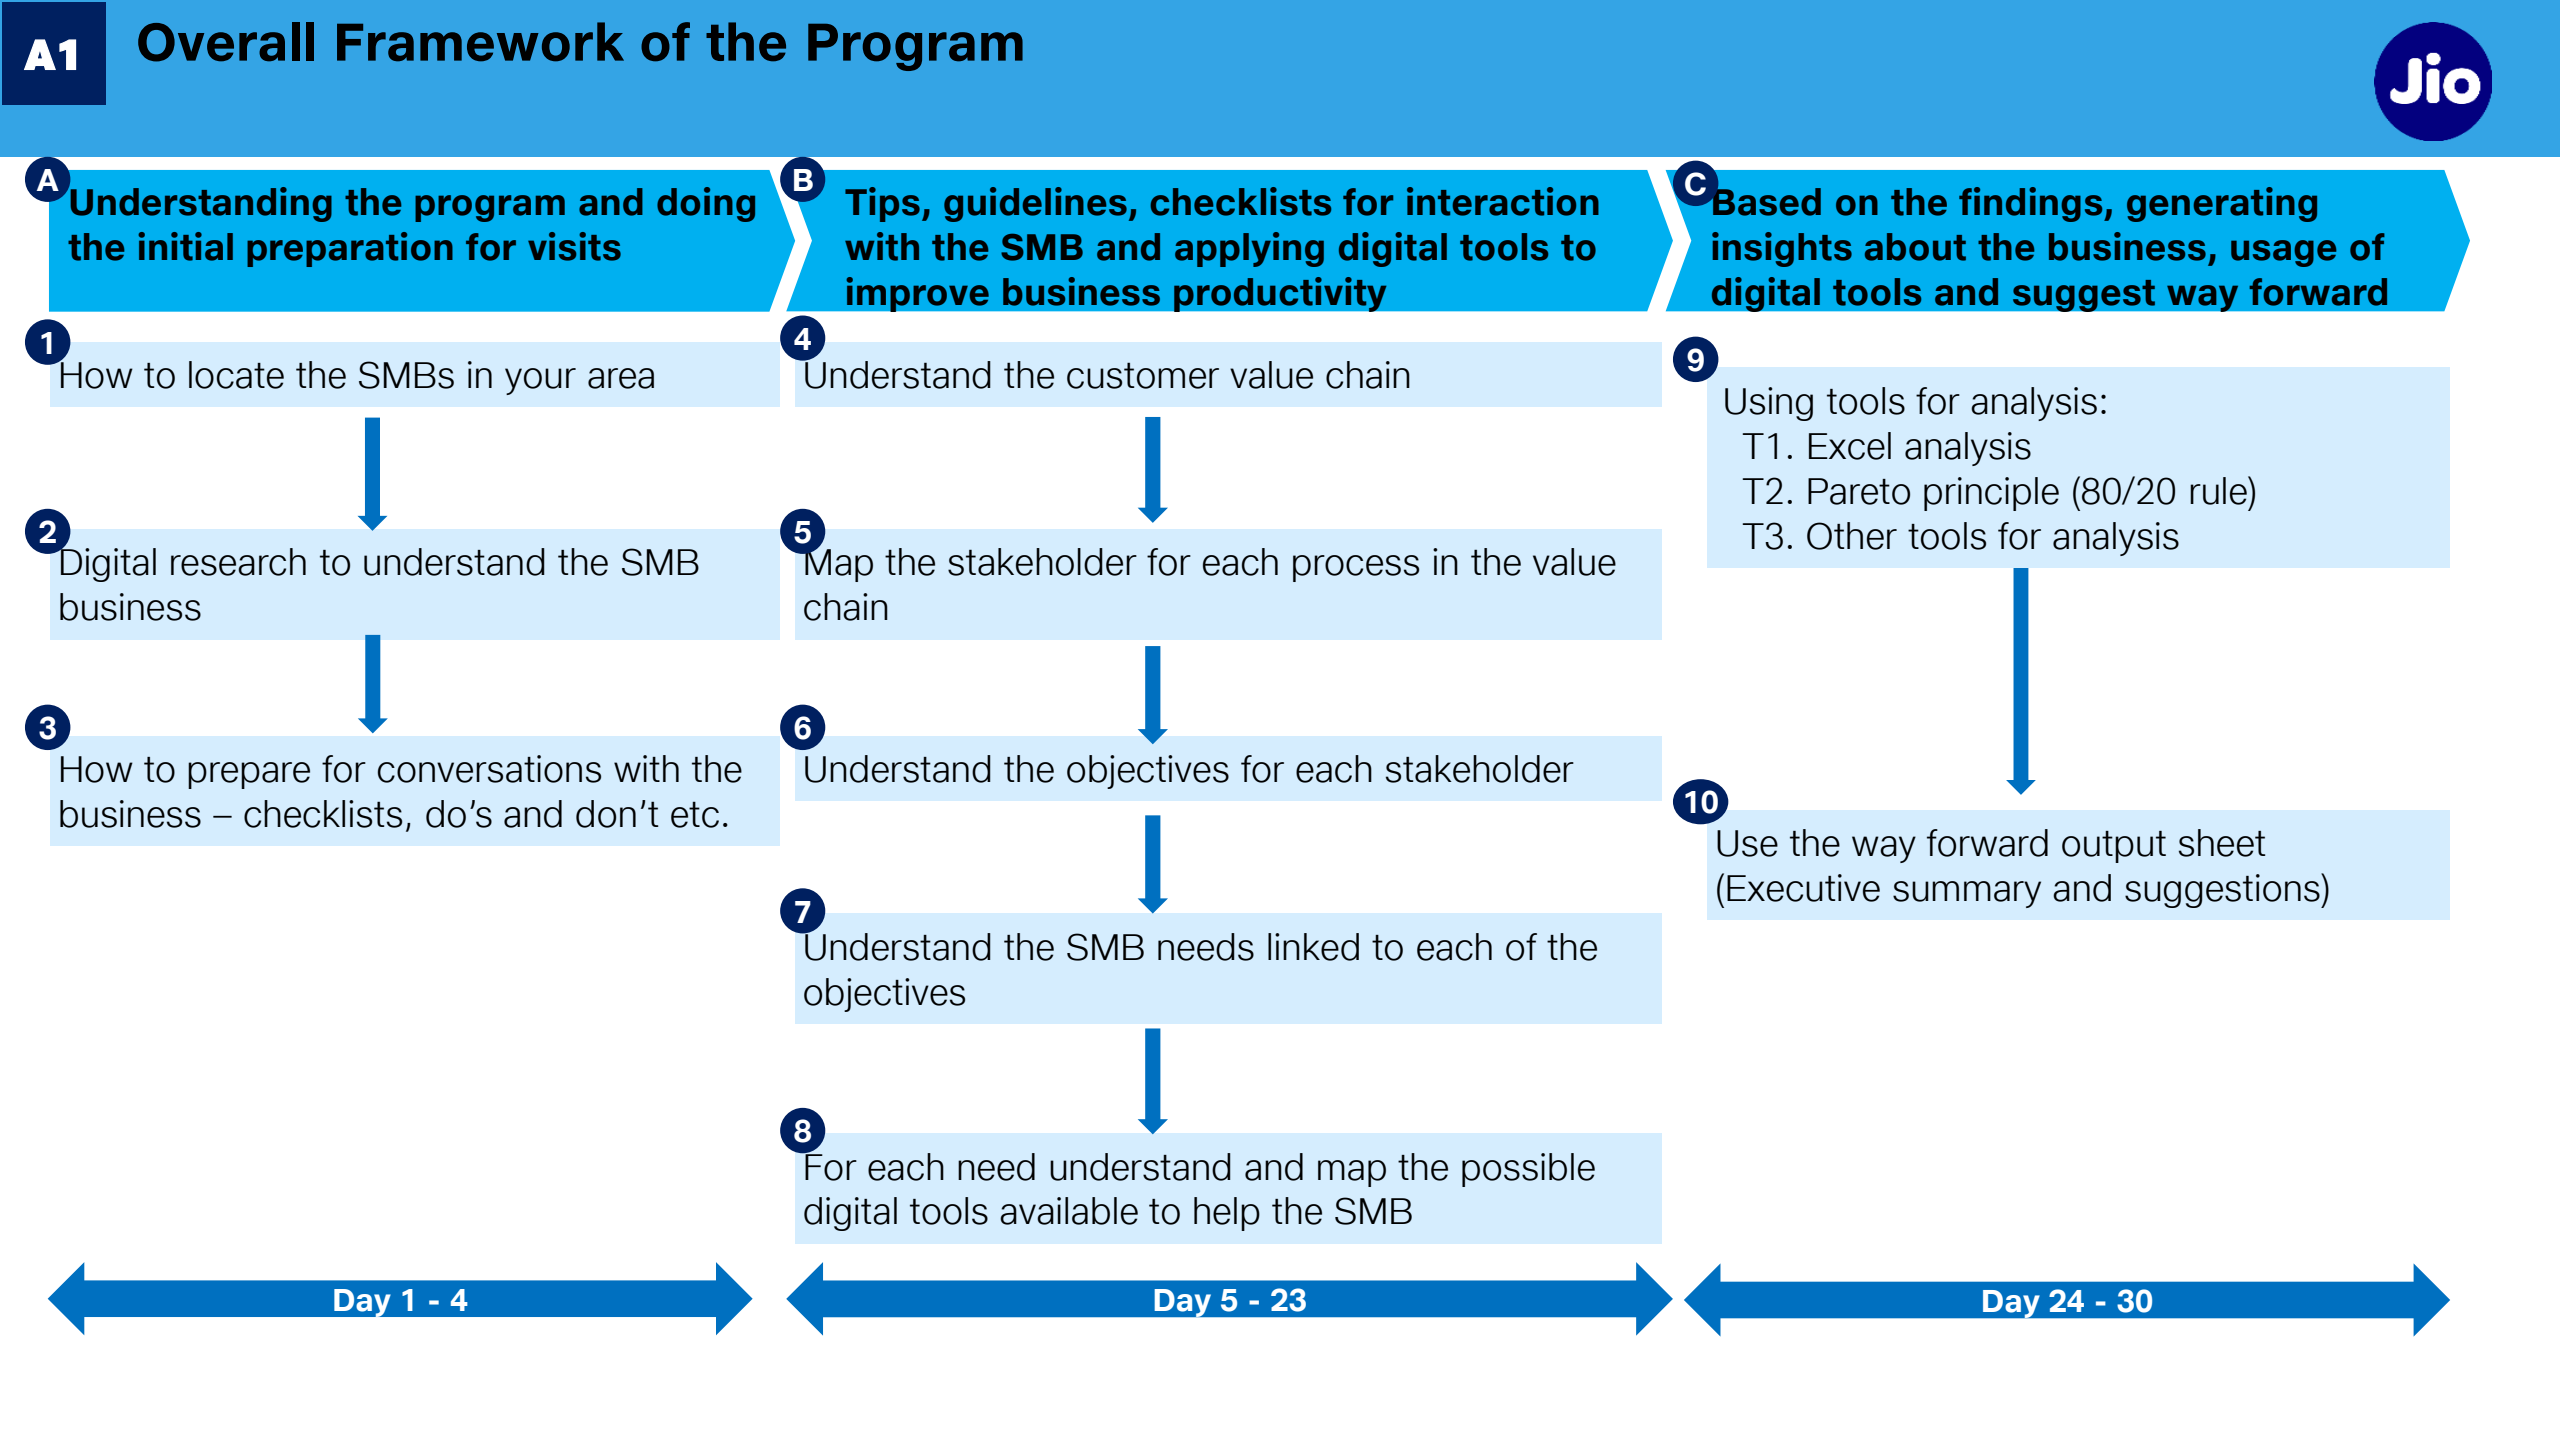 A1
Overall Framework of the Program
Jio
A
Understanding the program and doing
the initial preparation for visits
B
Tips, guidelines, checklists for interaction
with the SMB and applying digital tools to
improve business productivity
C
Based on the findings, generating
insights about the business, usage of
digital tools and suggest way forward
1
How to locate the SMBs in your area
2
Digital research to understand the SMB
business
3
How to prepare for conversations with the
business – checklists, do’s and don’t etc.
4
Understand the customer value chain
5
Map the stakeholder for each process in the value
chain
6
Understand the objectives for each stakeholder
7
Understand the SMB needs linked to each of the
objectives
8
For each need understand and map the possible
digital tools available to help the SMB
9
Using tools for analysis:
T1. Excel analysis
T2. Pareto principle (80/20 rule)
T3. Other tools for analysis
10
Use the way forward output sheet
(Executive summary and suggestions)
Day 1 - 4
Day 5 - 23
Day 24 - 30